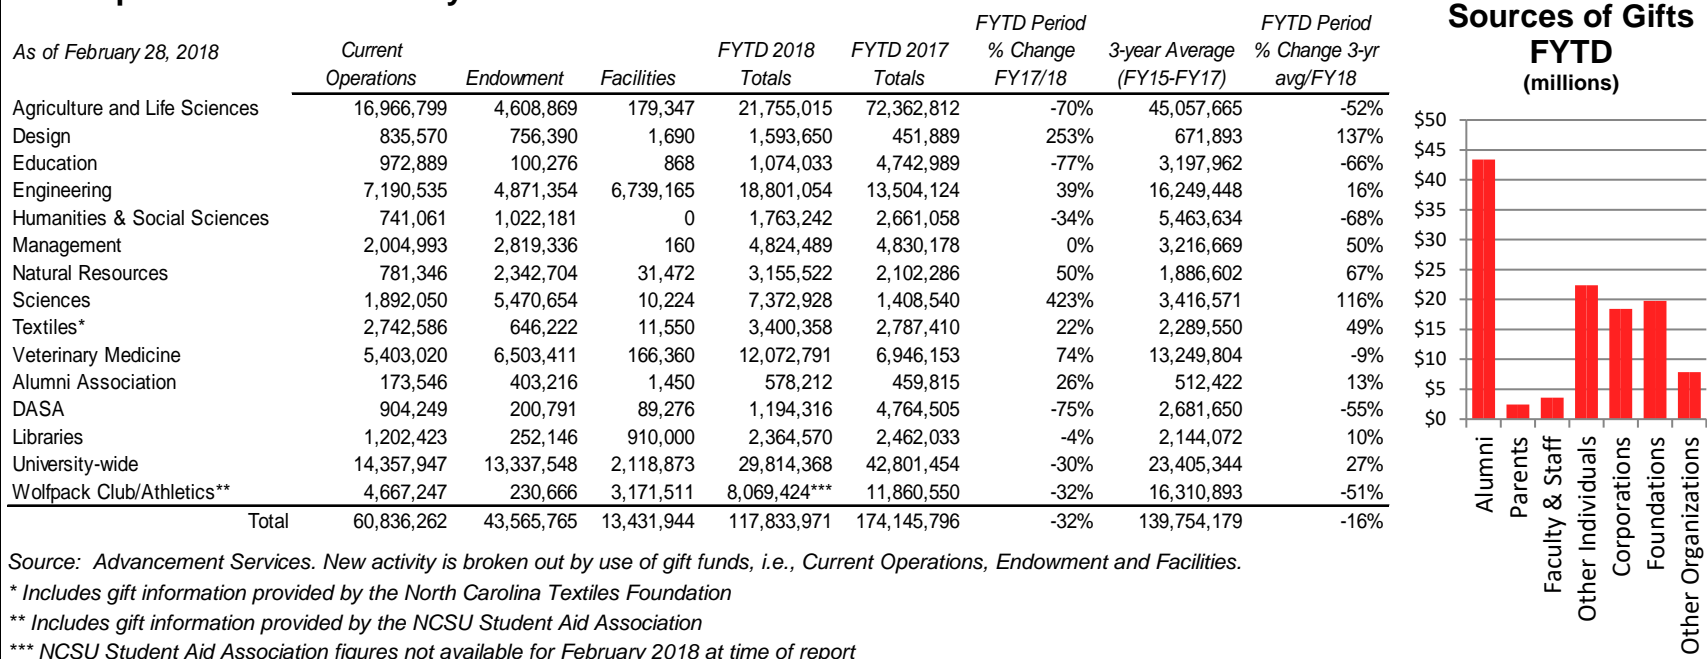 As of February 28, 2018 Current Operations Endowment Facilities FYTD 2018 Totals FYTD 2017 Totals FYTD Period % Change FY17/18 3-year Average (FY15-FY17) FYTD Period % Change 3-yr avg/FY18
Agriculture and Life Sciences 16,966,799 4,608,869 179,347 21,755,015 72,362,812 -70% 45,057,665 -52%
Design 835,570 756,390 1,690 1,593,650 451,889 253% 671,893 137%
Education 972,889 100,276 868 1,074,033 4,742,989 -77% 3,197,962 -66%
Engineering 7,190,535 4,871,354 6,739,165 18,801,054 13,504,124 39% 16,249,448 16%
Humanities & Social Sciences 741,061 1,022,181 0 1,763,242 2,661,058 -34% 5,463,634 -68%
Management 2,004,993 2,819,336 160 4,824,489 4,830,178 0% 3,216,669 50%
Natural Resources 781,346 2,342,704 31,472 3,155,522 2,102,286 50% 1,886,602 67%
Sciences 1,892,050 5,470,654 10,224 7,372,928 1,408,540 423% 3,416,571 116%
Textiles* 2,742,586 646,222 11,550 3,400,358 2,787,410 22% 2,289,550 49%
Veterinary Medicine 5,403,020 6,503,411 166,360 12,072,791 6,946,153 74% 13,249,804 -9%
Alumni Association 173,546 403,216 1,450 578,212 459,815 26% 512,422 13%
DASA 904,249 200,791 89,276 1,194,316 4,764,505 -75% 2,681,650 -55%
Libraries 1,202,423 252,146 910,000 2,364,570 2,462,033 -4% 2,144,072 10%
University-wide 14,357,947 13,337,548 2,118,873 29,814,368 42,801,454 -30% 23,405,344 27%
Wolfpack Club/Athletics** 4,667,247 230,666 3,171,511 8,069,424*** 11,860,550 -32% 16,310,893 -51%
Total 60,836,262 43,565,765 13,431,944 117,833,971 174,145,796 -32% 139,754,179 -16%
Source: Advancement Services. New activity is broken out by use of gift funds, i.e., Current Operations, Endowment and Facilities.
* Includes gift information provided by the North Carolina Textiles Foundation
** Includes gift information provided by the NCSU Student Aid Association
*** NCSU Student Aid Association figures not available for February 2018 at time of report
Sources of Gifts
FYTD
(millions)
$50
$45
$40
$35
$30
$25
$20
$15
$10
$5
$0
Alumni
Parents
Faculty & Staff
Other Individuals
Corporations
Foundations
Other Organizations